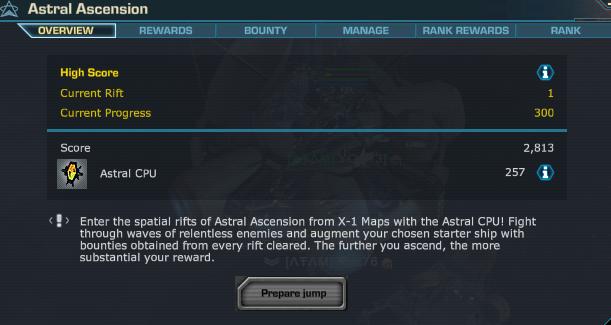 Astral Ascension
OVERVIEW REWARDS BOUNTY MANAGE RANK REWARDS RANK
High Score
Current Rift 1
Current Progress 300
Score 2,813
Astral CPU 257
Enter the spatial rifts of Astral Ascension from X-1 Maps with the Astral CPU! Fight
through waves of relentless enemies and augment your chosen starter ship with
bounties obtained from every rift cleared. The further you ascend, the more
substantial your reward.
Prepare jump